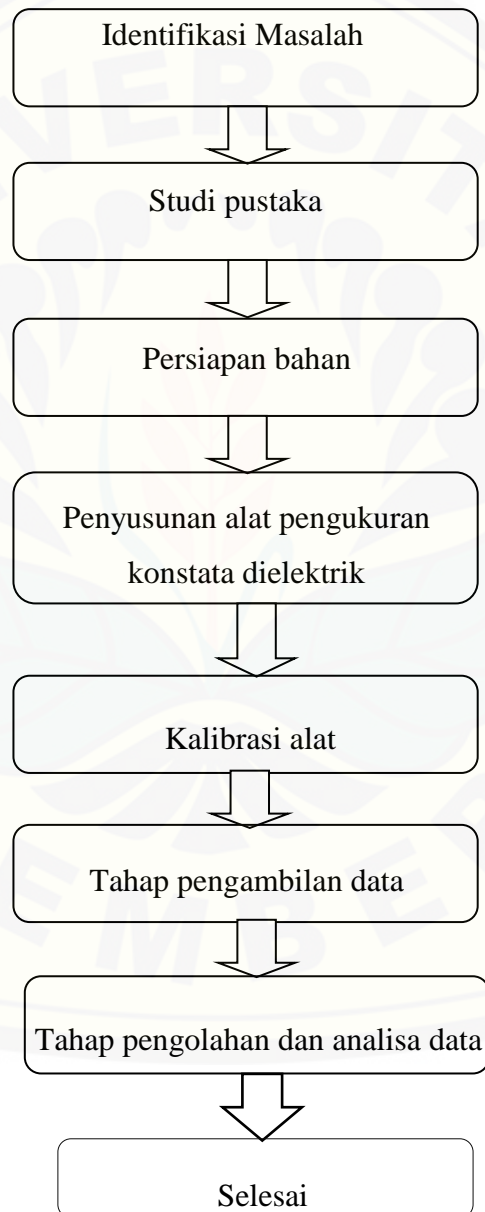 Identifikasi Masalah
Studi pustaka
Persiapan bahan
Penyusunan alat pengukuran
konstata dielektrik
Kalibrasi alat
Tahap pengambilan data
Tahap pengolahan dan analisa data
Selesai